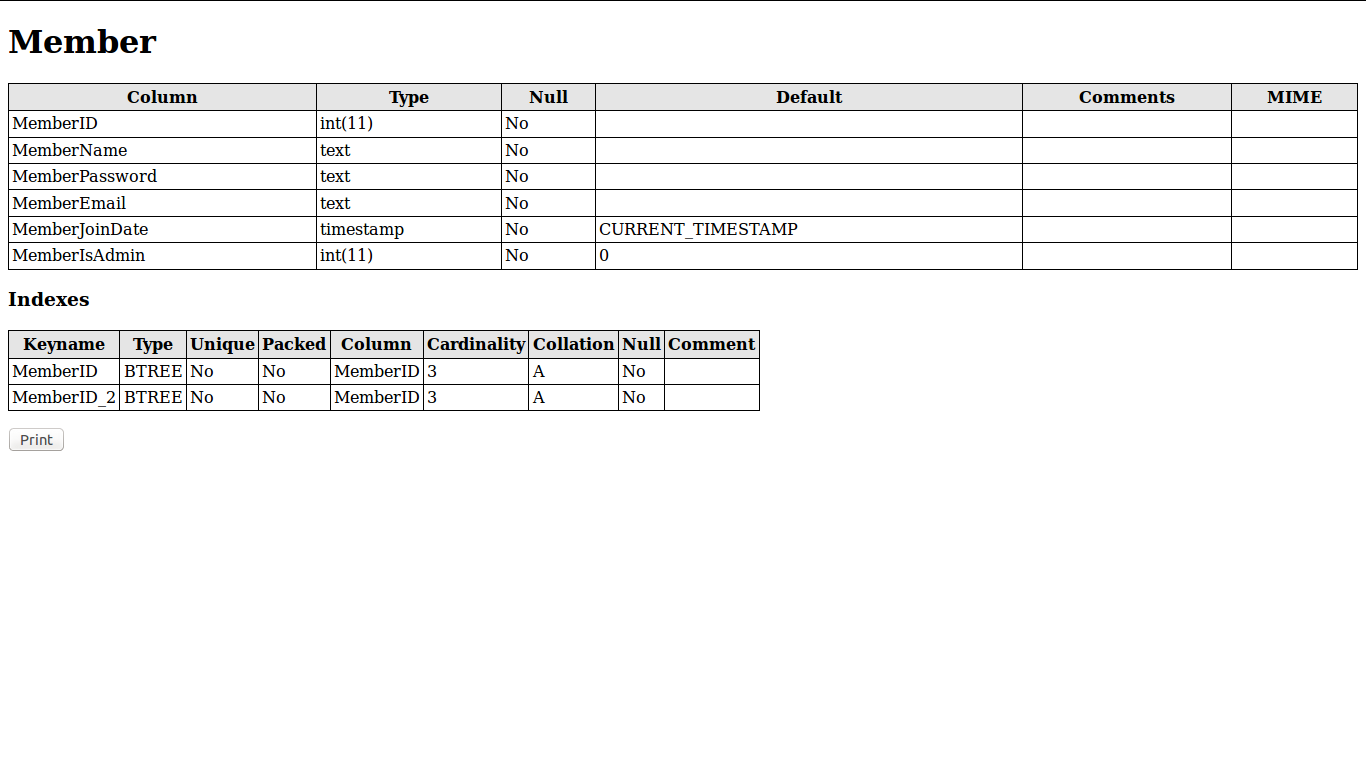 Member
Column Type Null Default Comments MIME
MemberID int(11) No
MemberName text No
MemberPassword text No
MemberEmail text No
MemberJoinDate timestamp No CURRENT_TIMESTAMP
MemberIsAdmin int(11) No 0
Indexes
Keyname Type Unique Packed Column Cardinality Collation Null Comment
MemberID BTREE No No MemberID 3 A No
MemberID_2 BTREE No No MemberID 3 A No
Print